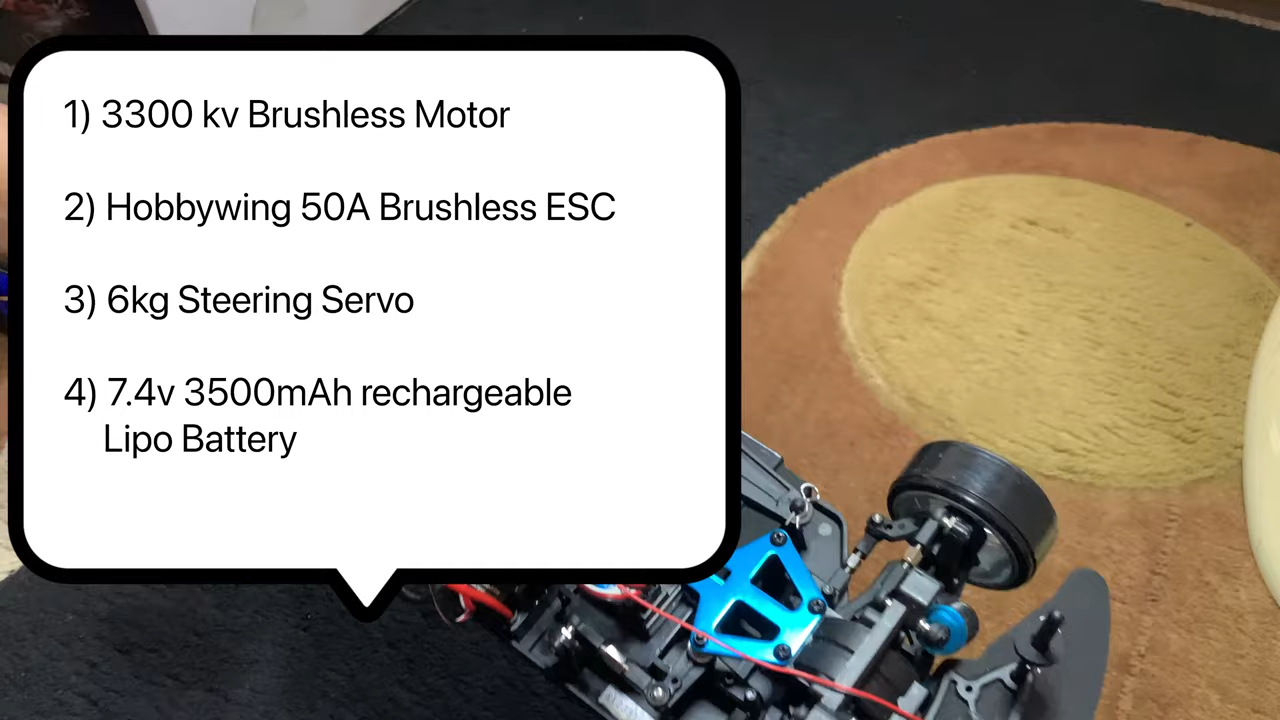 1) 3300 kv Brushless Motor
2) Hobbywing 50A Brushless ESC
3) 6kg Steering Servo
4) 7.4v 3500mAh rechargeable
Lipo Battery